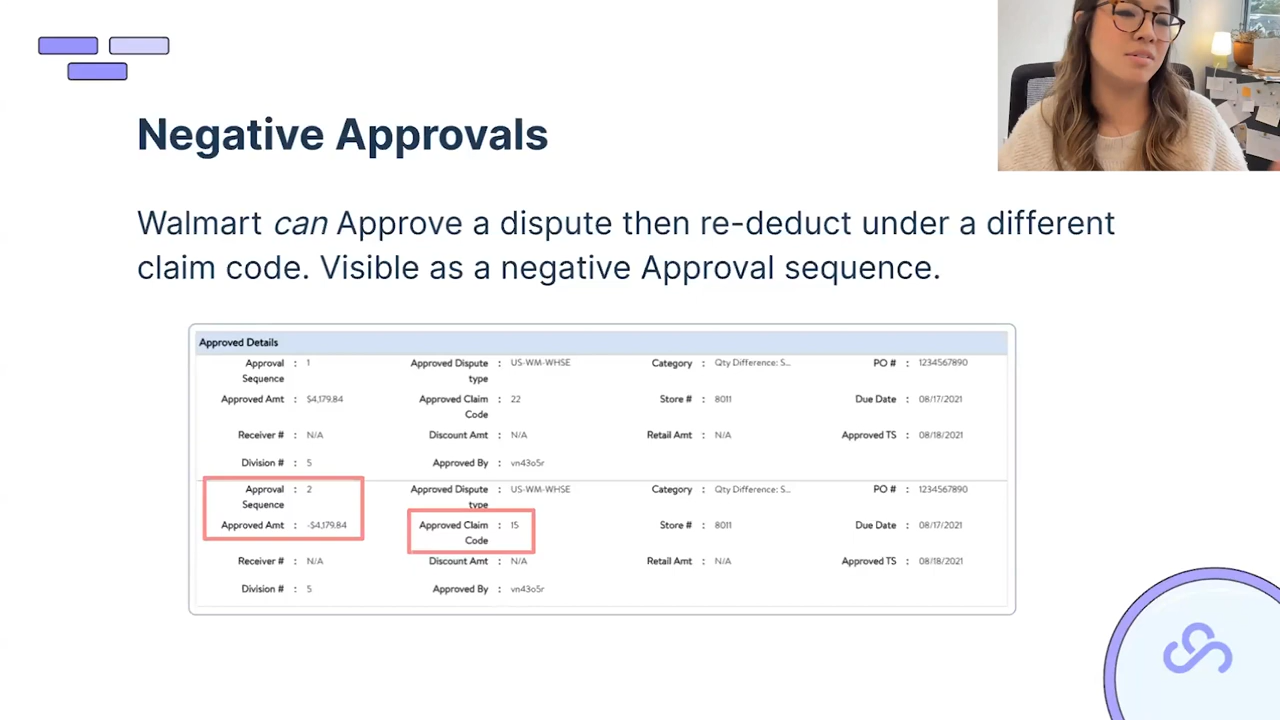 Negative Approvals
Walmart can Approve a dispute then re-deduct under a different
claim code. Visible as a negative Approval sequence.
Approved Details
Approval Sequence : 1 Approved Dispute type : US-WM-WHSE Category : Qty Difference: S... PO # : 1234567890
Approved Amt : $4,179.84 Approved Claim Code : 22 Store # : 8011 Due Date : 08/17/2021
Receiver # : N/A Discount Amt : N/A Retail Amt : N/A Approved TS : 08/18/2021
Division # : 5 Approved By : vn43o5r
Approval Sequence : 2 Approved Dispute type : US-WM-WHSE Category : Qty Difference: S... PO # : 1234567890
Approved Amt : -$4,179.84 Approved Claim Code : 15 Store # : 8011 Due Date : 08/17/2021
Receiver # : N/A Discount Amt : N/A Retail Amt : N/A Approved TS : 08/18/2021
Division # : 5 Approved By : vn43o5r